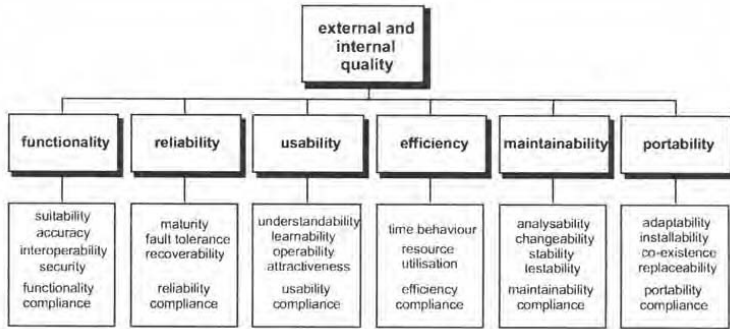 external and
internal
quality
functionality
reliability
usability
efficiency
maintainability
portability
suitability
accuracy
interoperability
security
functionality
compliance
maturity
fault tolerance
recoverability
reliability
compliance
understandability
learnability
operability
attractiveness
usability
compliance
time behaviour
resource
utilisation
efficiency
compliance
analysability
changeability
stability
lestability
maintainability
compliance
adaptability
installability
co-existence
replaceability
portability
compliance